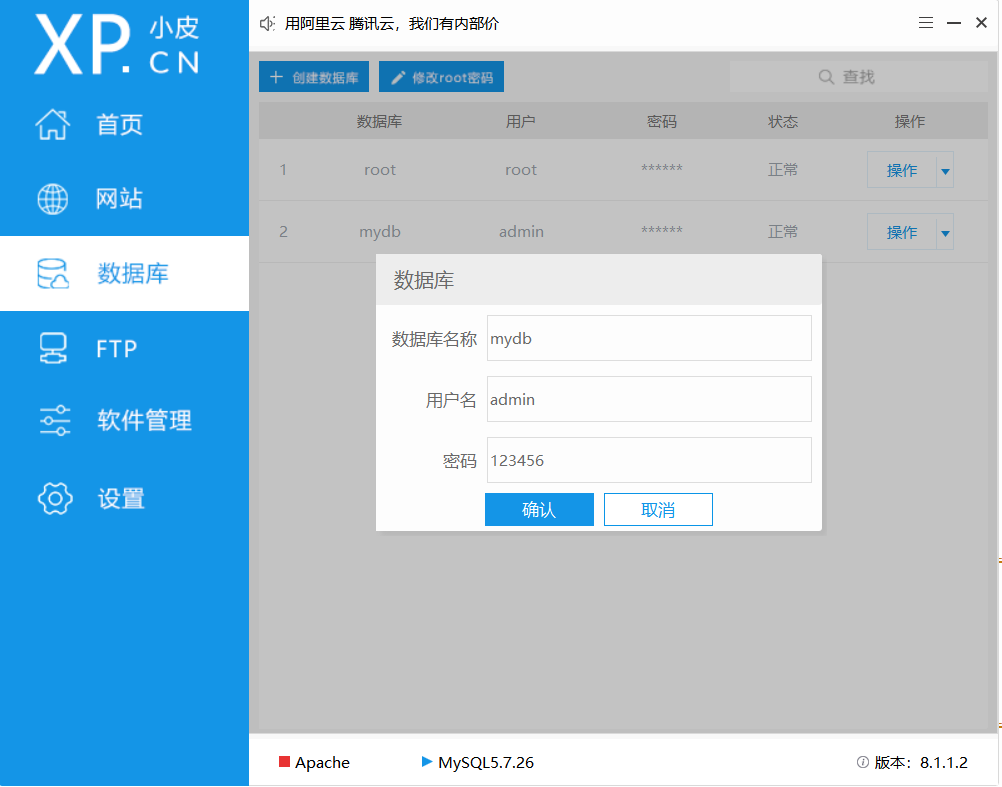 XP.CN 小皮
用阿里云 腾讯云，我们有内部价
首页
网站
数据库
FTP
软件管理
设置
创建数据库 修改root密码 查找
数据库 用户 密码 状态 操作
1 root root ****** 正常 操作
2 mydb admin ****** 正常 操作
数据库
数据库名称 mydb
用户名 admin
密码 123456
确认 取消
Apache MySQL5.7.26 版本：8.1.1.2